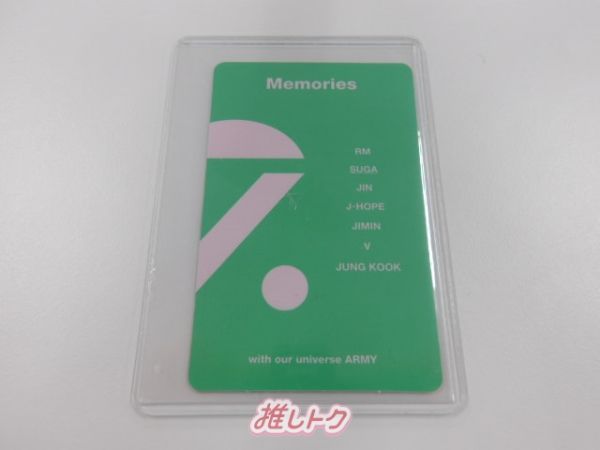 Memories
RM
SUGA
JIN
J-HOPE
JIMIN
V
JUNG KOOK
with our universe ARMY
推しトク